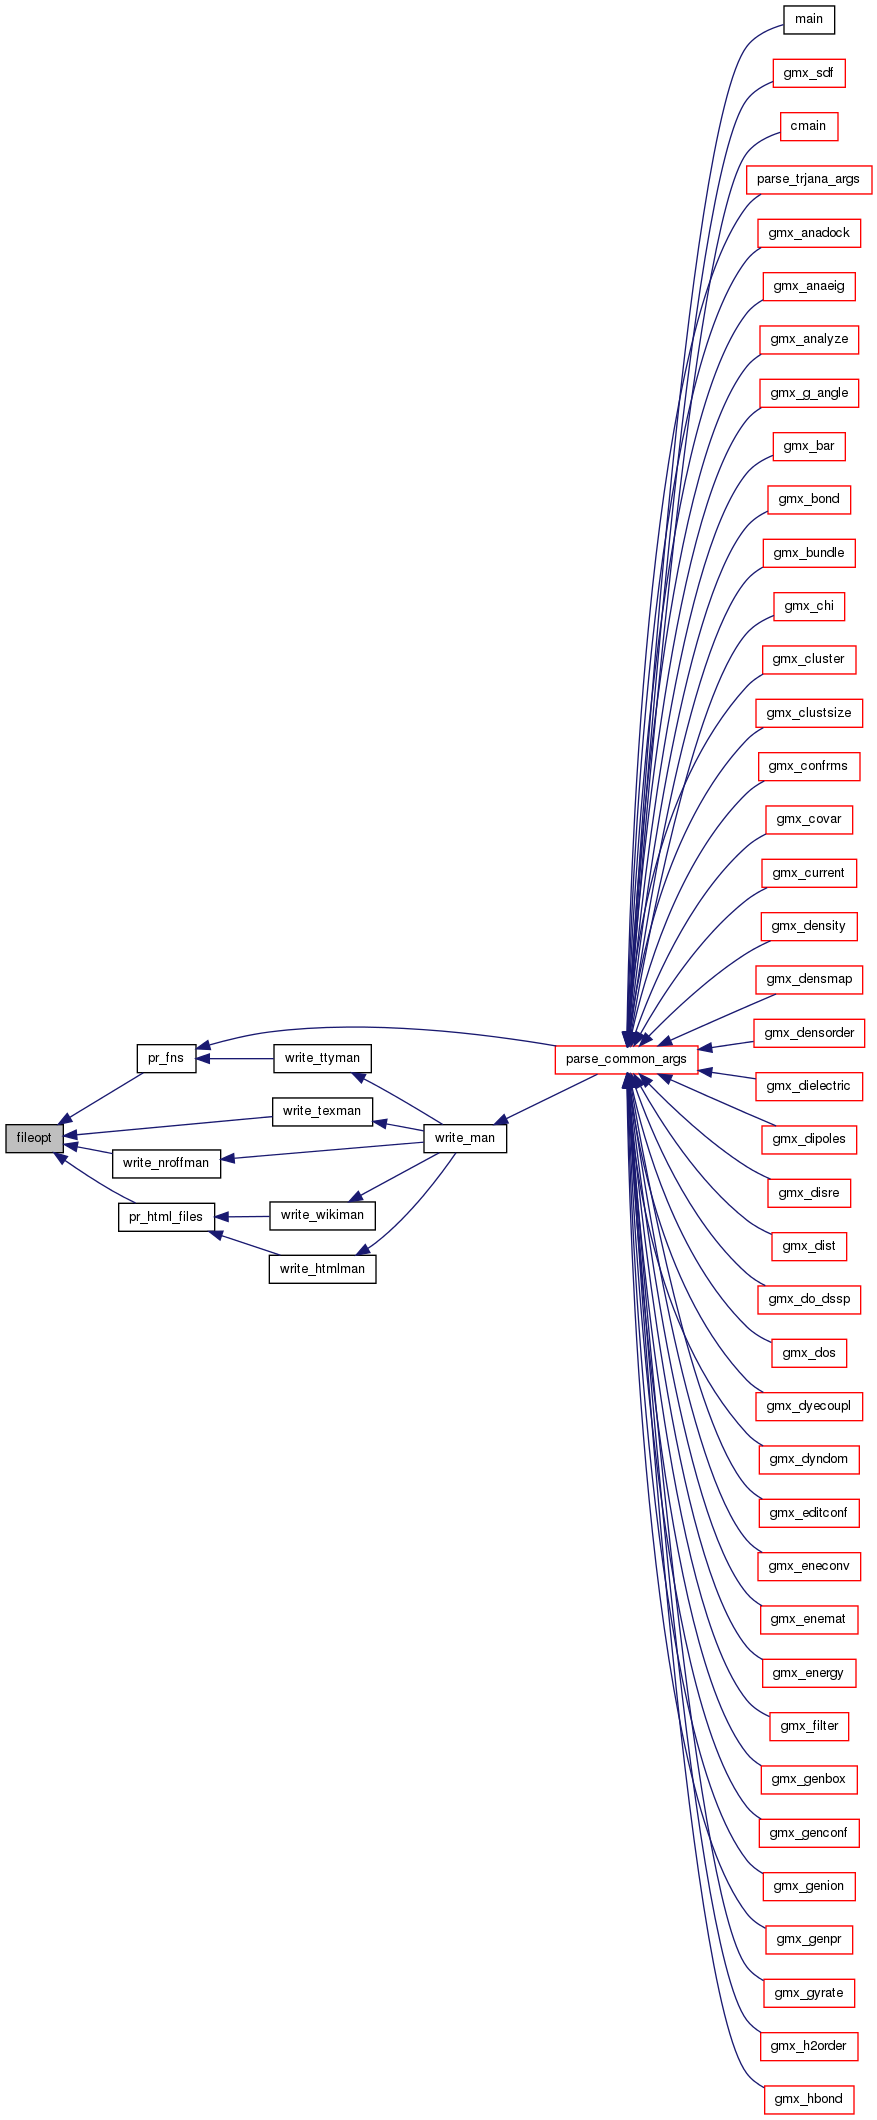 main
gmx_sdf
cmain
parse_trjana_args
gmx_anadock
gmx_anaeig
gmx_analyze
gmx_g_angle
gmx_bar
gmx_bond
gmx_bundle
gmx_chi
gmx_cluster
gmx_clustsize
gmx_confrms
gmx_covar
gmx_current
gmx_density
gmx_densmap
gmx_densorder
pr_fns
write_ttyman
parse_common_args
gmx_dielectric
write_texman
fileopt
write_man
gmx_dipoles
write_nroffman
gmx_disre
pr_html_files
write_wikiman
gmx_dist
write_htmlman
gmx_do_dssp
gmx_dos
gmx_dyecoupl
gmx_dyndom
gmx_editconf
gmx_eneconv
gmx_enemat
gmx_energy
gmx_filter
gmx_genbox
gmx_genconf
gmx_genion
gmx_genpr
gmx_gyrate
gmx_h2order
gmx_hbond